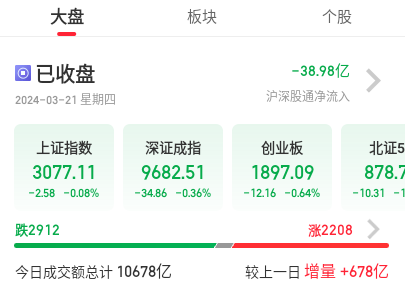 大盘 板块 个股
已收盘 -38.98亿
2024-03-21 星期四 沪深股通净流入
上证指数 深证成指 创业板 北证5
3077.11 9682.51 1897.09 878.7
-2.58 -0.08% -34.86 -0.36% -12.16 -0.64% -10.31 -1
跌2912 涨2208
今日成交额总计 10678亿 较上一日 增量 +678亿